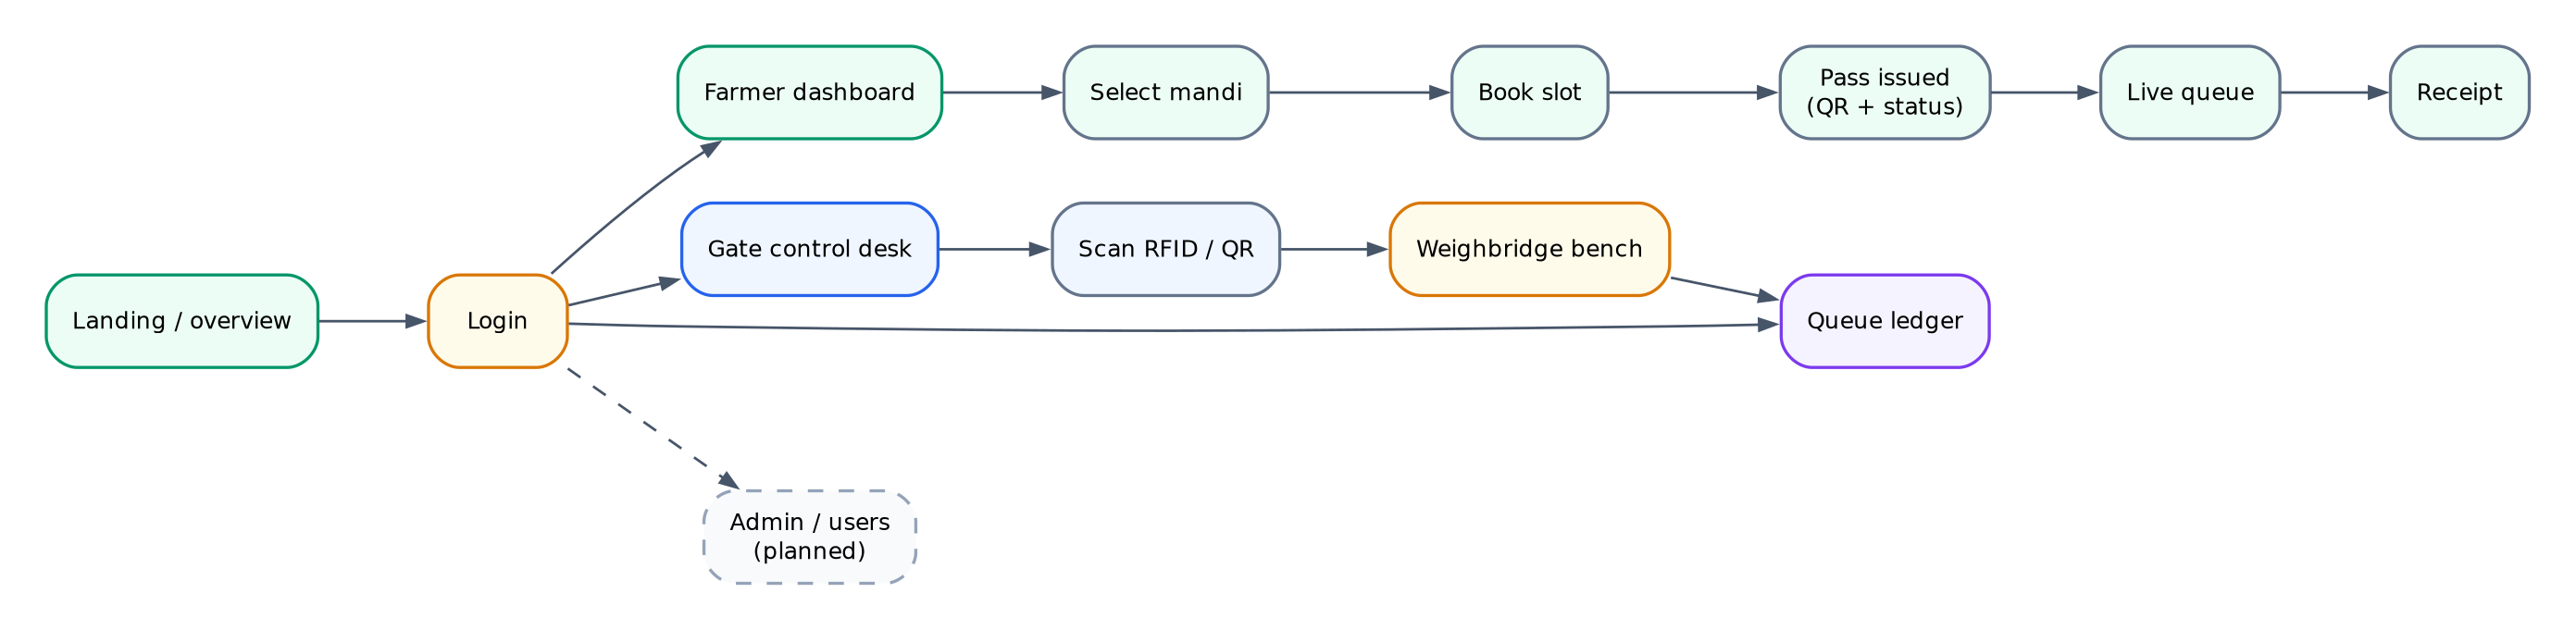 Farmer dashboard
Select mandi
Book slot
Pass issued
(QR + status)
Live queue
Receipt
Gate control desk
Scan RFID / QR
Weighbridge bench
Landing / overview
Login
Queue ledger
Admin / users
(planned)